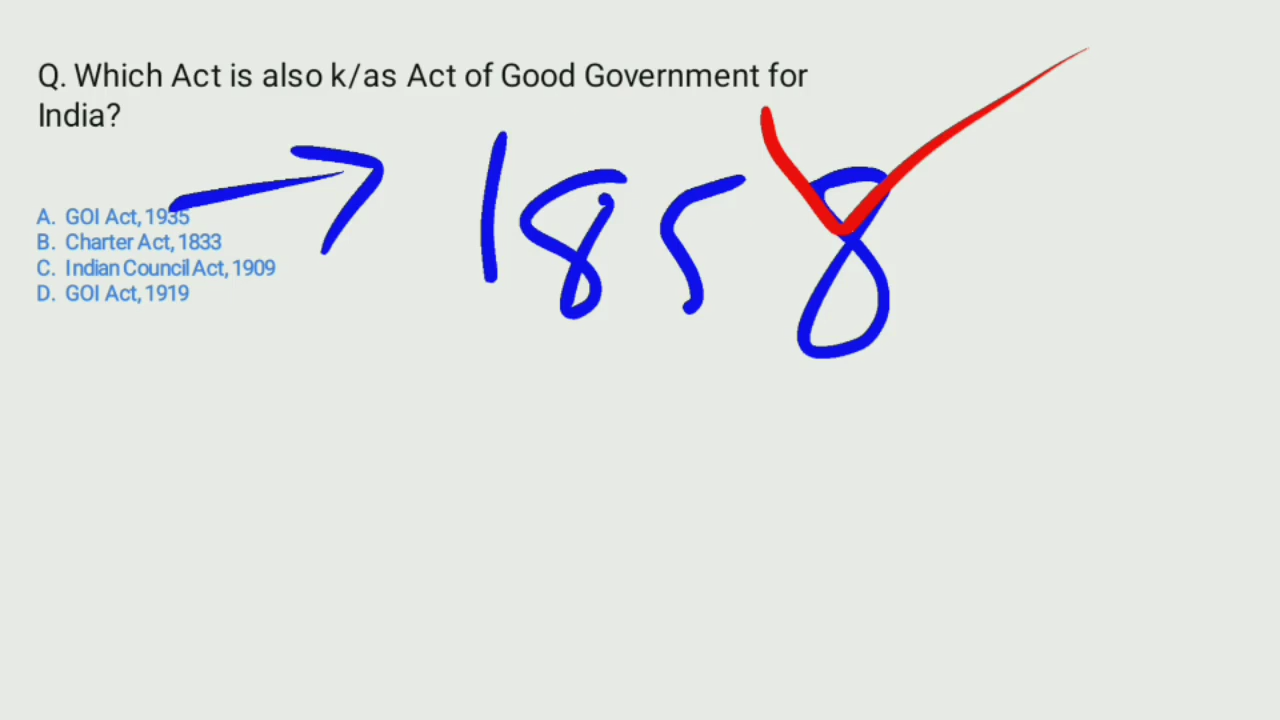 Q. Which Act is also k/as Act of Good Government for
India?
1858
A. GOI Act, 1935
B. Charter Act, 1833
C. Indian Council Act, 1909
D. GOI Act, 1919